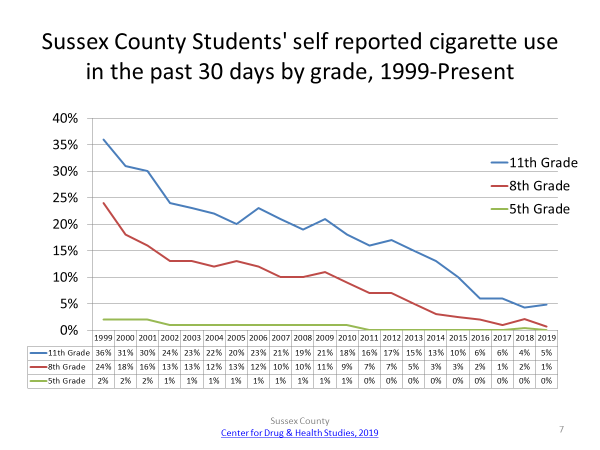 Sussex County Students' self reported cigarette use
in the past 30 days by grade, 1999-Present
40%
35%
30%
25%
20%
15%
10%
5%
0%
11th Grade
8th Grade
5th Grade
1999 2000 2001 2002 2003 2004 2005 2006 2007 2008 2009 2010 2011 2012 2013 2014 2015 2016 2017 2018 2019
11th Grade 36% 31% 30% 24% 23% 22% 20% 23% 21% 19% 21% 18% 16% 17% 15% 13% 10% 6% 6% 4% 5%
8th Grade 24% 18% 16% 13% 13% 12% 13% 12% 10% 10% 11% 9% 7% 7% 5% 3% 3% 2% 1% 2% 1%
5th Grade 2% 2% 2% 1% 1% 1% 1% 1% 1% 1% 1% 1% 0% 0% 0% 0% 0% 0% 0% 0% 0%
Sussex County
Center for Drug & Health Studies, 2019
7